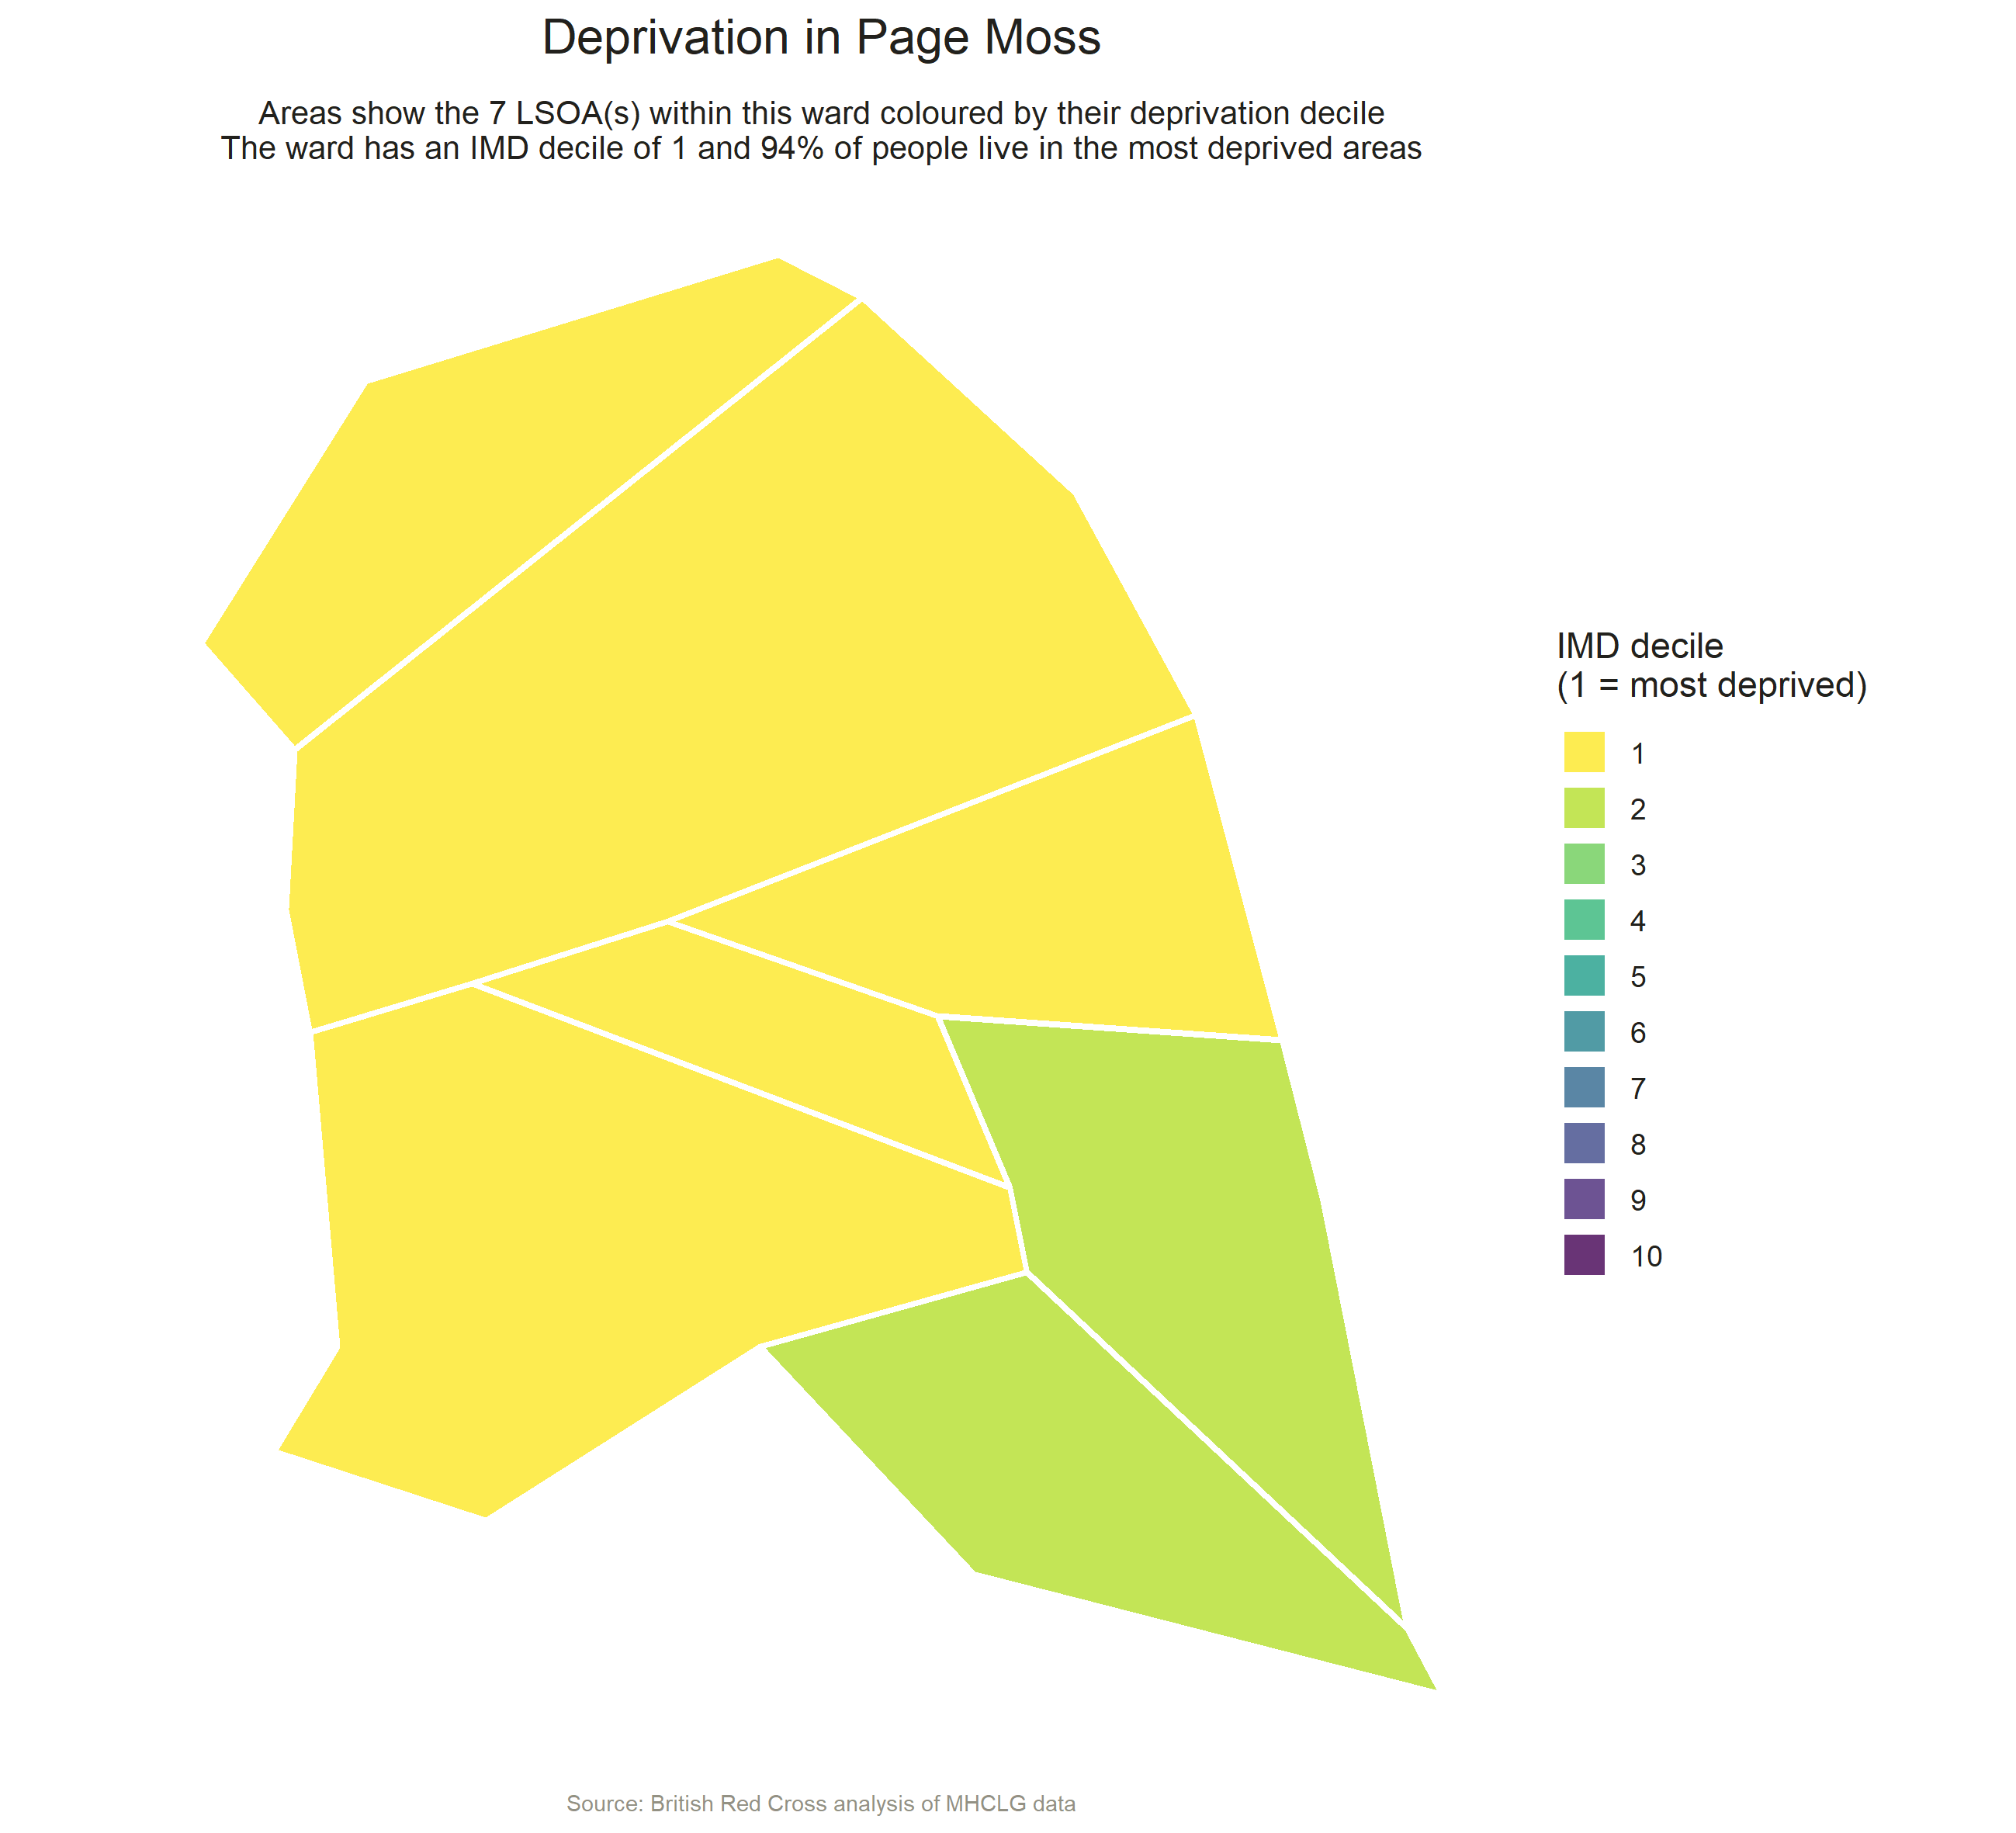 Deprivation in Page Moss
Areas show the 7 LSOA(s) within this ward coloured by their deprivation decile
The ward has an IMD decile of 1 and 94% of people live in the most deprived areas
IMD decile
(1 = most deprived)
1
2
3
4
5
6
7
8
9
10
Source: British Red Cross analysis of MHCLG data